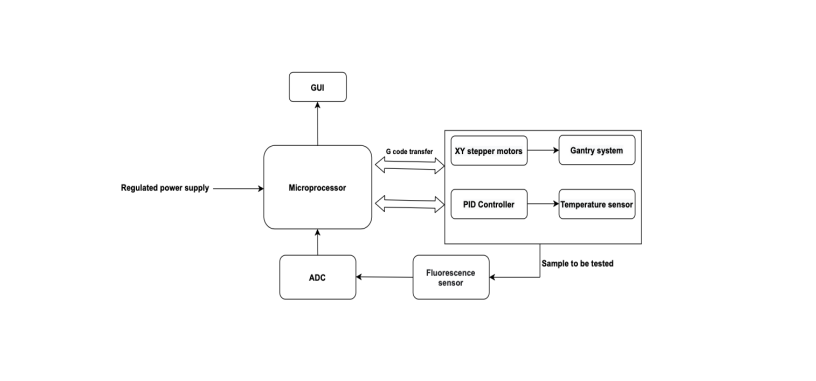 GUI
G code transfer
XY stepper motors
Gantry system
Regulated power supply
Microprocessor
PID Controller
Temperature sensor
Sample to be tested
ADC
Fluorescence
sensor